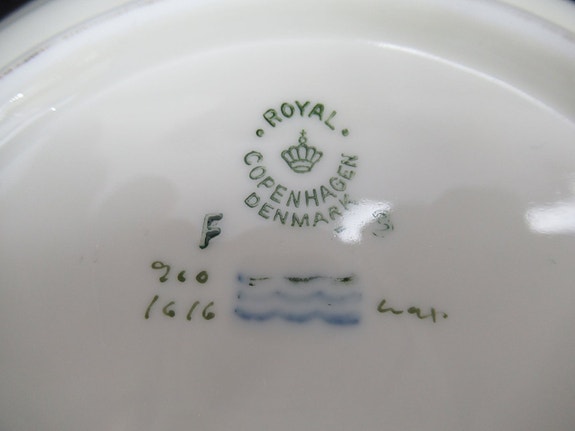 ROYAL
COPENHAGEN
DENMARK
F
960
1616